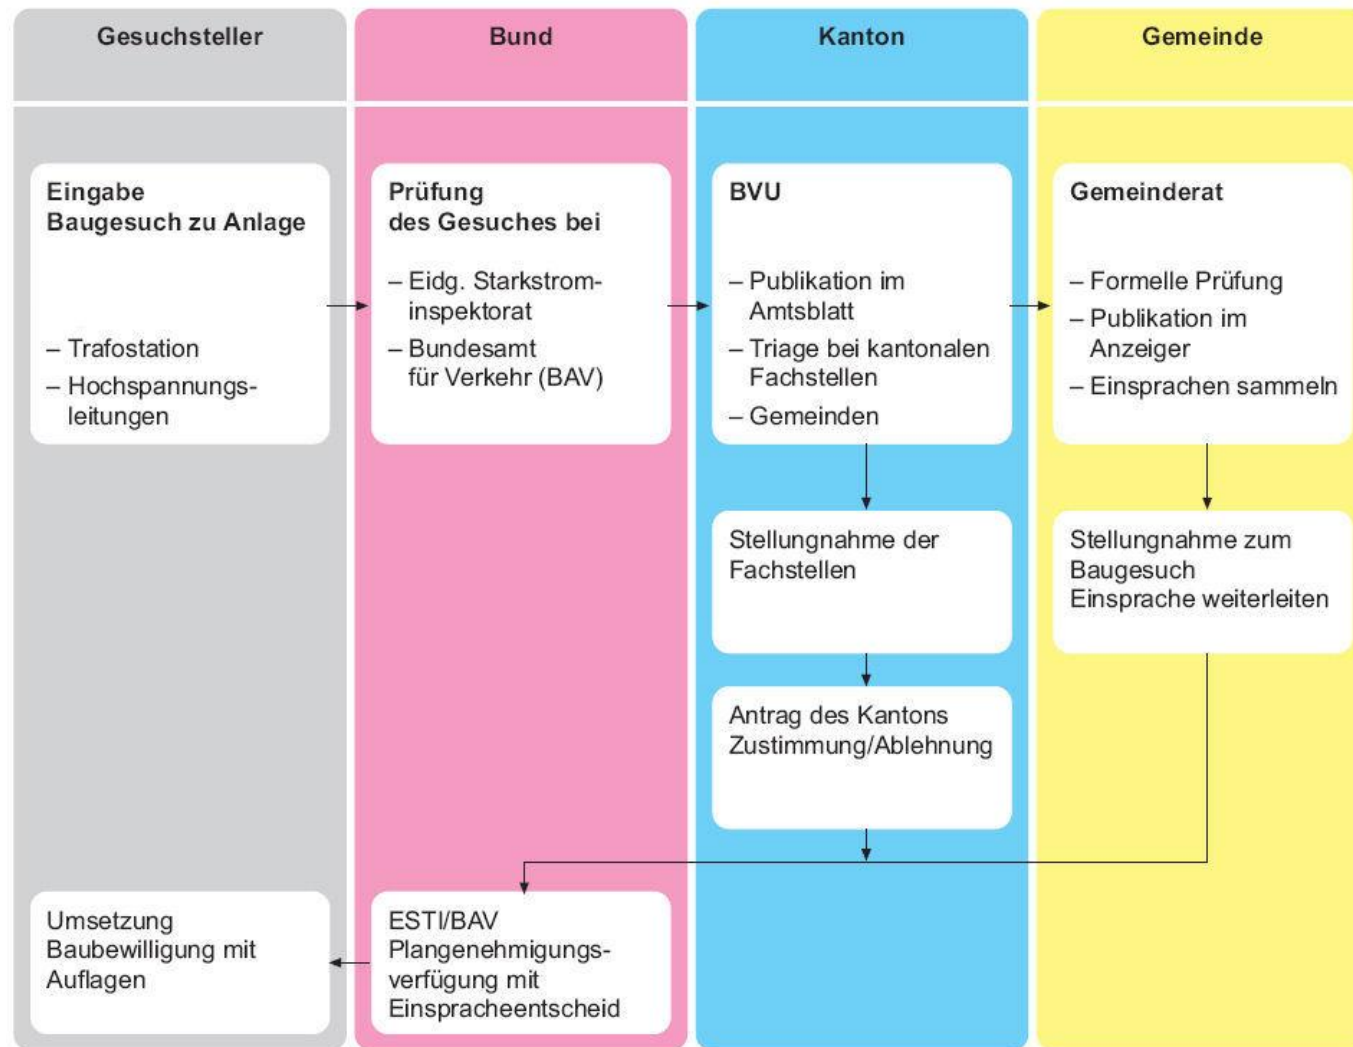 Gesuchsteller
Bund
Kanton
Gemeinde
Eingabe
Baugesuch zu Anlage
– Trafostation
– Hochspannungs-
leitungen
Prüfung
des Gesuches bei
– Eidg. Starkstrom-
inspektorat
– Bundesamt
für Verkehr (BAV)
BVU
– Publikation im
Amtsblatt
– Triage bei kantonalen
Fachstellen
– Gemeinden
Gemeinderat
– Formelle Prüfung
– Publikation im
Anzeiger
– Einsprachen sammeln
Stellungnahme der
Fachstellen
Stellungnahme zum
Baugesuch
Einsprache weiterleiten
Antrag des Kantons
Zustimmung/Ablehnung
Umsetzung
Baubewilligung mit
Auflagen
ESTI/BAV
Plangenehmigungs-
verfügung mit
Einspracheentscheid